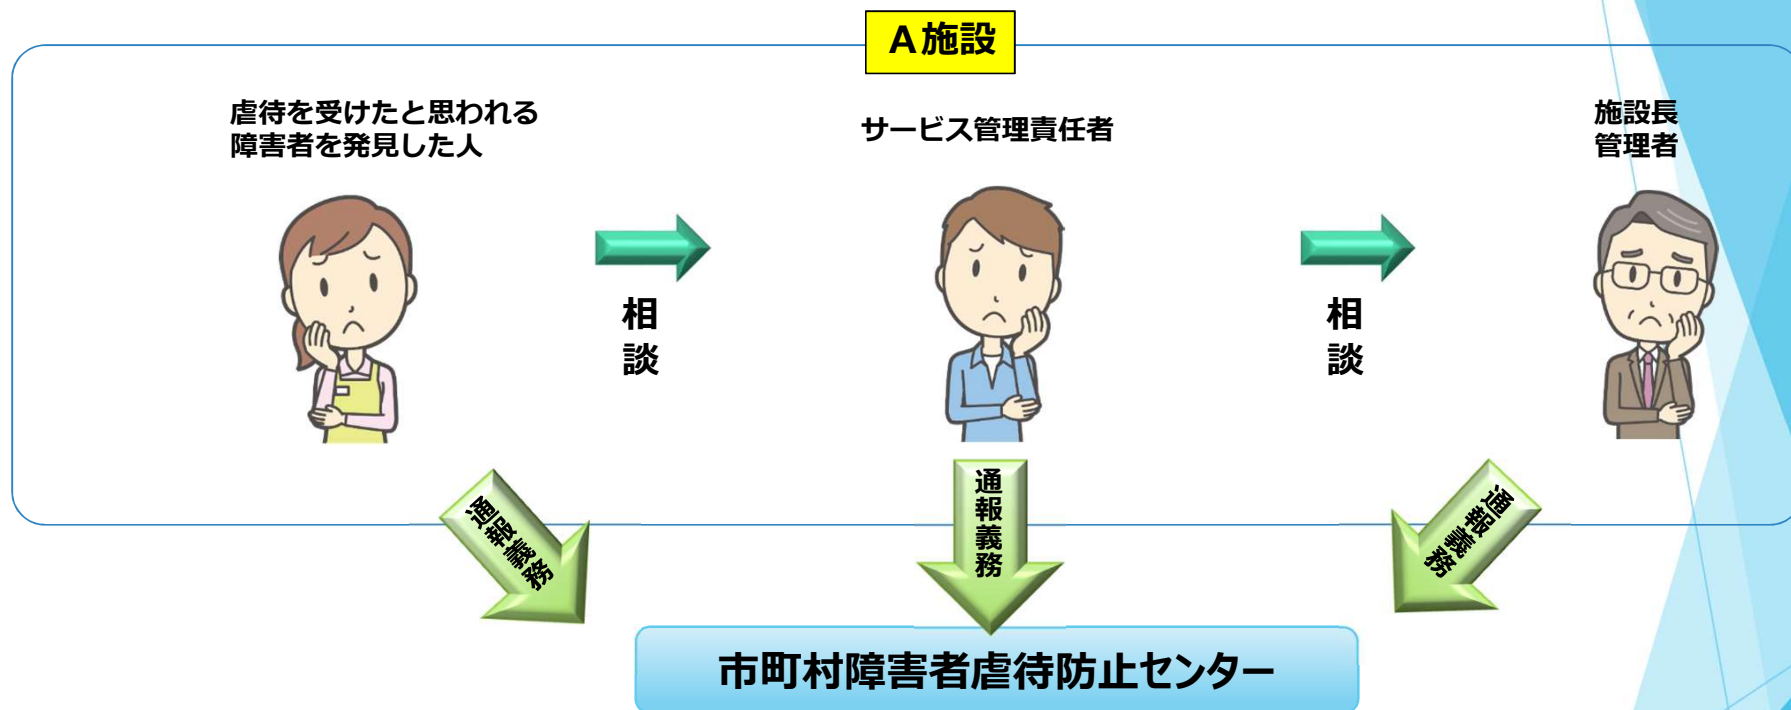 A施設
虐待を受けたと思われる
障害者を発見した人
サービス管理責任者
施設長
管理者
相談
相談
通報義務
通報義務
通報義務
市町村障害者虐待防止センター